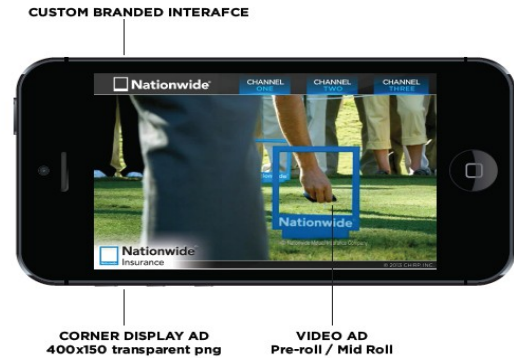 CUSTOM BRANDED INTERAFCE
Nationwide®
CHANNEL
ONE
CHANNEL
TWO
CHANNEL
THREE
Nationwide
Nationwide®
Insurance
© 2013 CHIRP, INC.
CORNER DISPLAY AD
400x150 transparent png
VIDEO AD
Pre-roll / Mid Roll